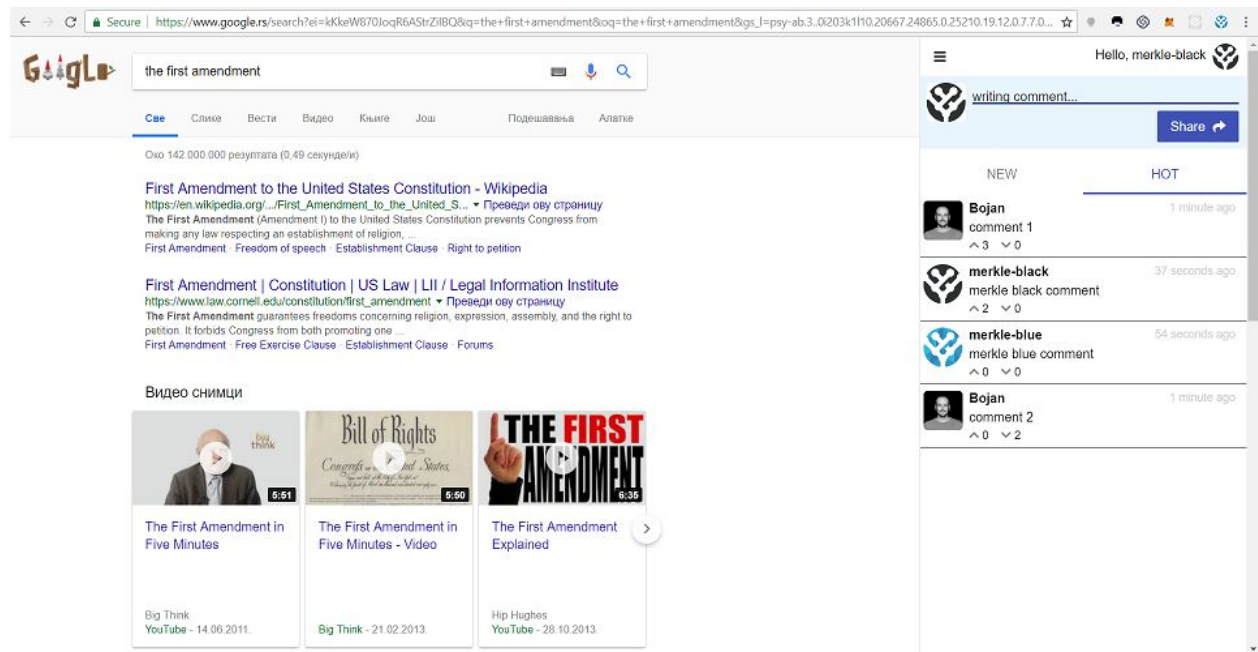 Secure | https://www.google.rs/search?ei=kKkeW870JoqR6AStrZiIBQ&q=the+first+amendment&oq=the+first+amendment&gs_l=psy-ab.3..0i203k1l10.20667.24865.0.25210.19.12.0.7.7.0...
Google
the first amendment
Све Слике Вести Видео Књиге Још Подешавања Алатке
Око 142.000.000 резултата (0,49 секунде/и)
First Amendment to the United States Constitution - Wikipedia
https://en.wikipedia.org/.../First_Amendment_to_the_United_S... Преведи ову страницу
The First Amendment (Amendment I) to the United States Constitution prevents Congress from
making any law respecting an establishment of religion, ...
First Amendment · Freedom of speech · Establishment Clause · Right to petition
First Amendment | Constitution | US Law | LII / Legal Information Institute
https://www.law.cornell.edu/constitution/first_amendment Преведи ову страницу
The First Amendment guarantees freedoms concerning religion, expression, assembly, and the right to
petition. It forbids Congress from both promoting one ...
First Amendment · Free Exercise Clause · Establishment Clause · Forums
Видео снимци
big
think
5:51
Bill of Rights
Congress of the United States,
5:50
THE FIRST
AMENDMENT
6:35
The First Amendment in
Five Minutes
Big Think
YouTube - 14.06.2011.
The First Amendment in
Five Minutes - Video
Big Think - 21.02.2013.
The First Amendment
Explained
Hip Hughes
YouTube - 28.10.2013.
Hello, merkle-black
writing comment...
Share
NEW HOT
Bojan 1 minute ago
comment 1
3 0
merkle-black 37 seconds ago
merkle black comment
2 0
merkle-blue 54 seconds ago
merkle blue comment
0 0
Bojan 1 minute ago
comment 2
0 2